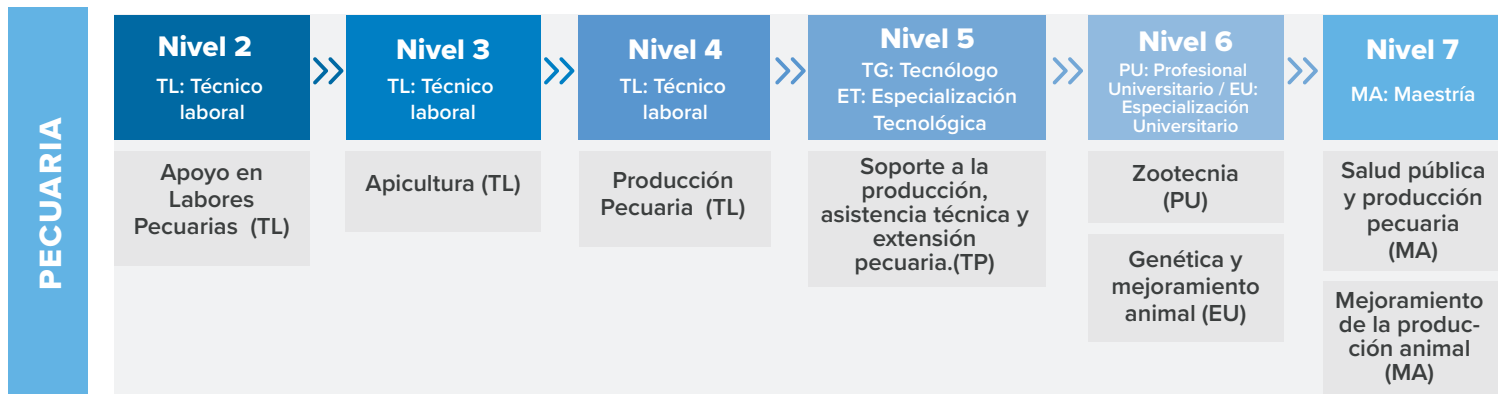 PECUARIA
Nivel 2
TL: Técnico
laboral
Apoyo en
Labores
Pecuarias (TL)
Nivel 3
TL: Técnico
laboral
Apicultura (TL)
Nivel 4
TL: Técnico
laboral
Producción
Pecuaria (TL)
Nivel 5
TG: Tecnólogo
ET: Especialización
Tecnológica
Soporte a la
producción,
asistencia técnica y
extensión
pecuaria.(TP)
Nivel 6
PU: Profesional
Universitario / EU:
Especialización
Universitario
Zootecnia
(PU)
Genética y
mejoramiento
animal (EU)
Nivel 7
MA: Maestría
Salud pública
y producción
pecuaria
(MA)
Mejoramiento
de la produc-
ción animal
(MA)